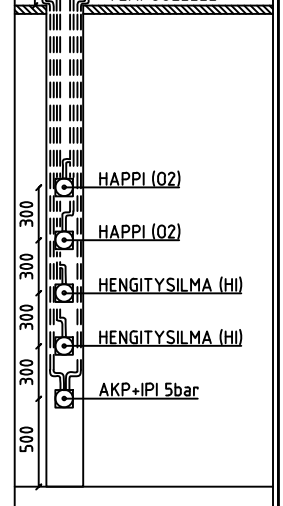 HAPPI (O2)
300
HAPPI (O2)
300
HENGITYSILMA (HI)
300
HENGITYSILMA (HI)
300
AKP+IPI 5bar
500